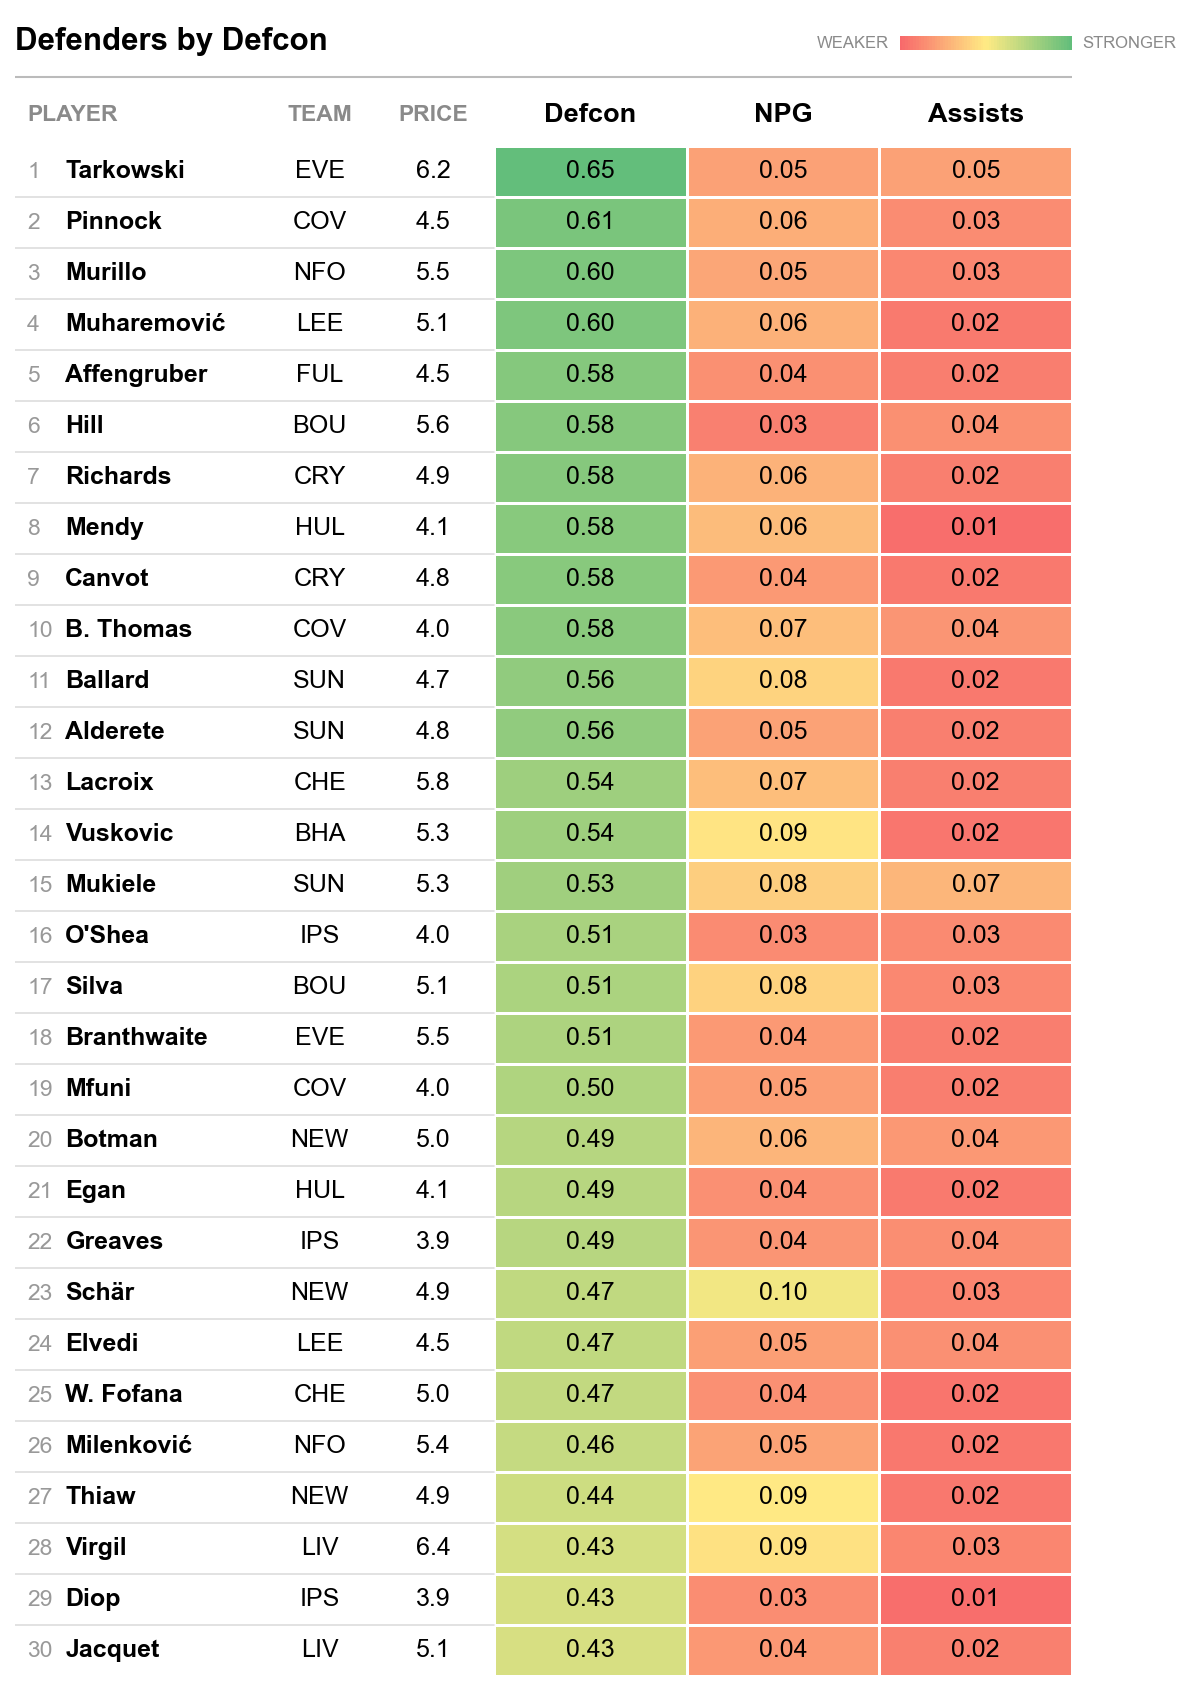 Defenders by Defcon WEAKER STRONGER
PLAYER TEAM PRICE Defcon NPG Assists
1 Tarkowski EVE 6.2 0.65 0.05 0.05
2 Pinnock COV 4.5 0.61 0.06 0.03
3 Murillo NFO 5.5 0.60 0.05 0.03
4 Muharemović LEE 5.1 0.60 0.06 0.02
5 Affengruber FUL 4.5 0.58 0.04 0.02
6 Hill BOU 5.6 0.58 0.03 0.04
7 Richards CRY 4.9 0.58 0.06 0.02
8 Mendy HUL 4.1 0.58 0.06 0.01
9 Canvot CRY 4.8 0.58 0.04 0.02
10 B. Thomas COV 4.0 0.58 0.07 0.04
11 Ballard SUN 4.7 0.56 0.08 0.02
12 Alderete SUN 4.8 0.56 0.05 0.02
13 Lacroix CHE 5.8 0.54 0.07 0.02
14 Vuskovic BHA 5.3 0.54 0.09 0.02
15 Mukiele SUN 5.3 0.53 0.08 0.07
16 O'Shea IPS 4.0 0.51 0.03 0.03
17 Silva BOU 5.1 0.51 0.08 0.03
18 Branthwaite EVE 5.5 0.51 0.04 0.02
19 Mfuni COV 4.0 0.50 0.05 0.02
20 Botman NEW 5.0 0.49 0.06 0.04
21 Egan HUL 4.1 0.49 0.04 0.02
22 Greaves IPS 3.9 0.49 0.04 0.04
23 Schär NEW 4.9 0.47 0.10 0.03
24 Elvedi LEE 4.5 0.47 0.05 0.04
25 W. Fofana CHE 5.0 0.47 0.04 0.02
26 Milenković NFO 5.4 0.46 0.05 0.02
27 Thiaw NEW 4.9 0.44 0.09 0.02
28 Virgil LIV 6.4 0.43 0.09 0.03
29 Diop IPS 3.9 0.43 0.03 0.01
30 Jacquet LIV 5.1 0.43 0.04 0.02